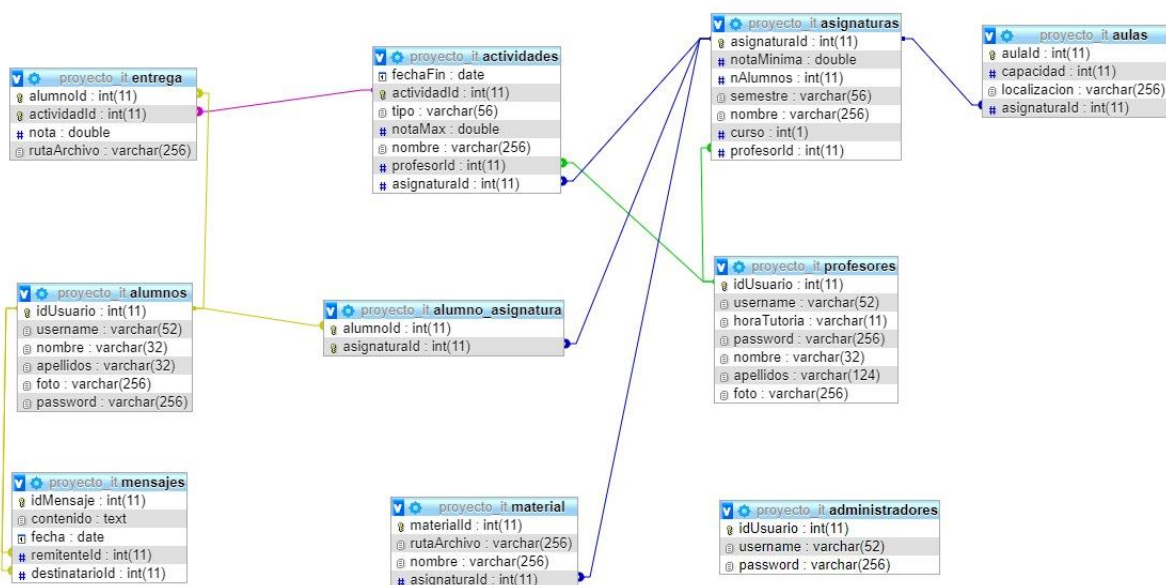 proyecto_it entrega
alumnoId : int(11)
actividadId : int(11)
nota : double
rutaArchivo : varchar(256)
proyecto_it actividades
fechaFin : date
actividadId : int(11)
tipo : varchar(56)
notaMax : double
nombre : varchar(256)
profesorId : int(11)
asignaturaId : int(11)
proyecto_it asignaturas
asignaturaId : int(11)
notaMinima : double
nAlumnos : int(11)
semestre : varchar(56)
nombre : varchar(256)
curso : int(1)
profesorId : int(11)
proyecto_it aulas
aulaId : int(11)
capacidad : int(11)
localizacion : varchar(256)
asignaturaId : int(11)
proyecto_it alumnos
idUsuario : int(11)
username : varchar(52)
nombre : varchar(32)
apellidos : varchar(32)
foto : varchar(256)
password : varchar(256)
proyecto_it alumno_asignatura
alumnoId : int(11)
asignaturaId : int(11)
proyecto_it profesores
idUsuario : int(11)
username : varchar(52)
horaTutoria : varchar(11)
password : varchar(256)
nombre : varchar(32)
apellidos : varchar(124)
foto : varchar(256)
proyecto_it mensajes
idMensaje : int(11)
contenido : text
fecha : date
remitenteId : int(11)
destinatarioId : int(11)
proyecto_it material
materialId : int(11)
rutaArchivo : varchar(256)
nombre : varchar(256)
asignaturaId : int(11)
proyecto_it administradores
idUsuario : int(11)
username : varchar(52)
password : varchar(256)